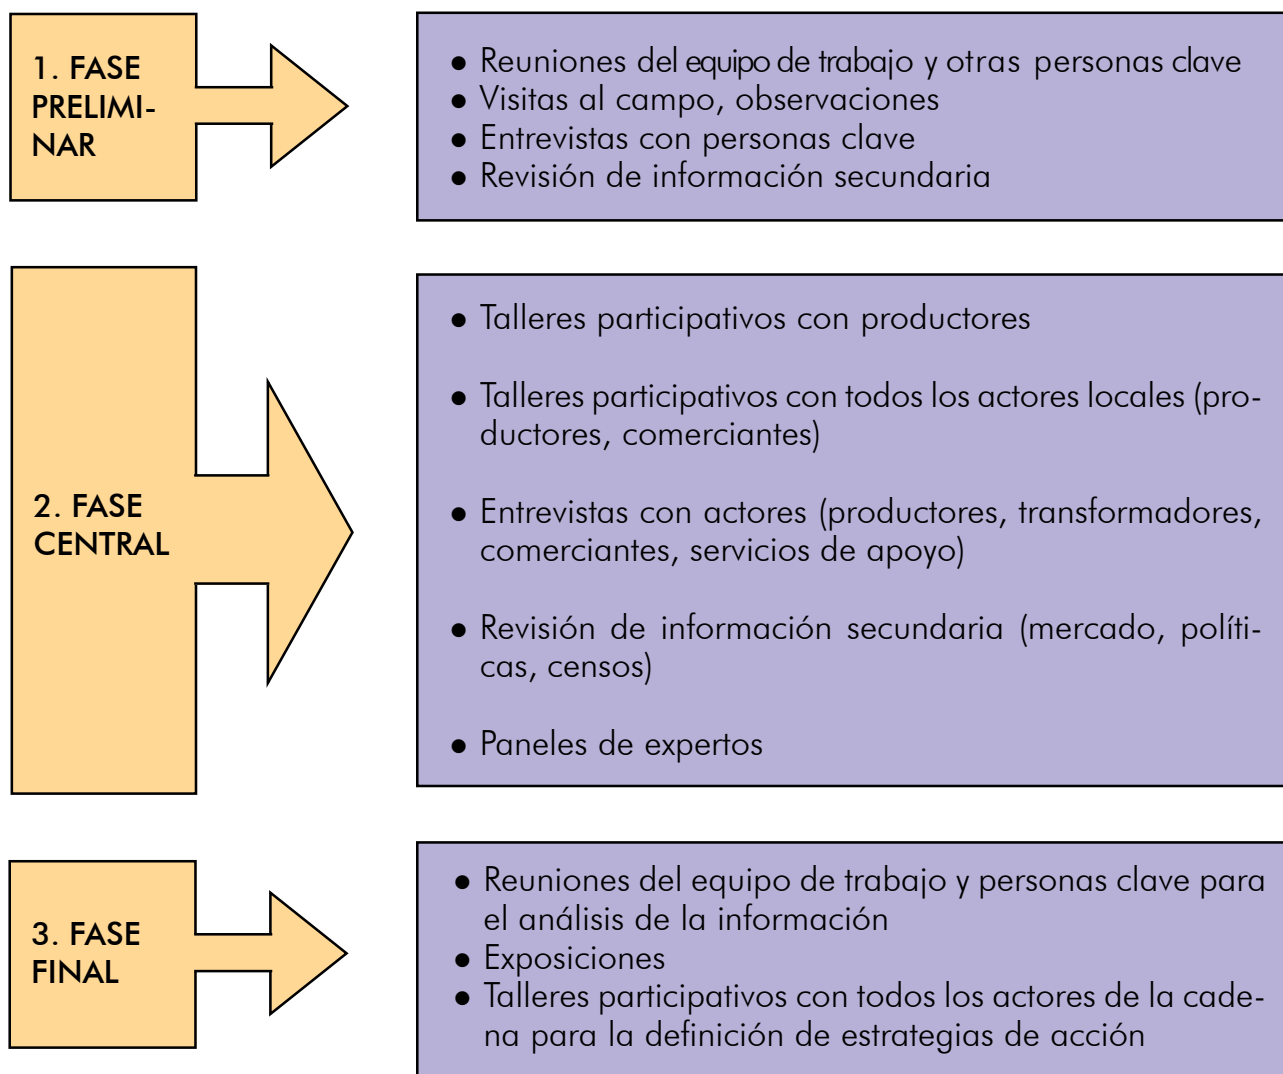 1. FASE
PRELIMI-
NAR
● Reuniones del equipo de trabajo y otras personas clave
● Visitas al campo, observaciones
● Entrevistas con personas clave
● Revisión de información secundaria
2. FASE
CENTRAL
● Talleres participativos con productores
● Talleres participativos con todos los actores locales (pro-
ductores, comerciantes)
● Entrevistas con actores (productores, transformadores,
comerciantes, servicios de apoyo)
● Revisión de información secundaria (mercado, políti-
cas, censos)
● Paneles de expertos
3. FASE
FINAL
● Reuniones del equipo de trabajo y personas clave para
el análisis de la información
● Exposiciones
● Talleres participativos con todos los actores de la cade-
na para la definición de estrategias de acción